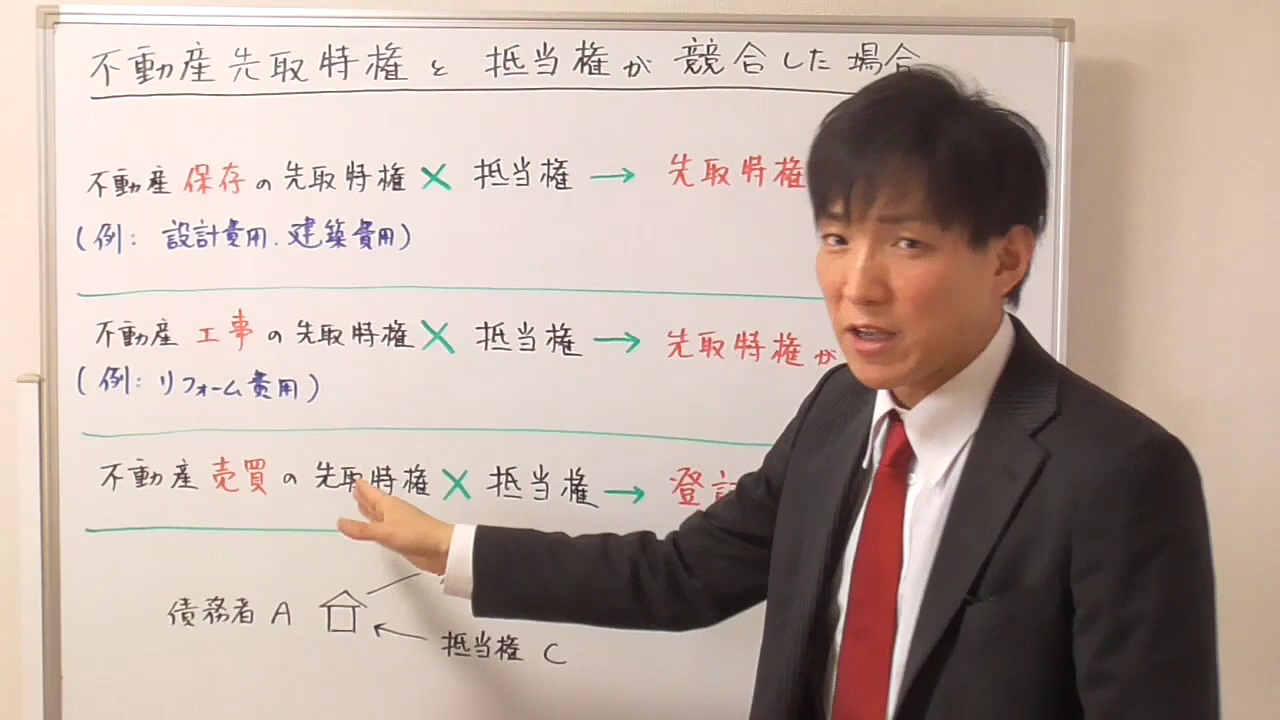 不動産先取特権と 抵当権が 競合した場合
不動産 保存の先取特権 × 抵当権 → 先取特権
(例: 設計費用.建築費用)
不動産 工事の先取特権 × 抵当権 → 先取特権が
(例:リフォーム費用)
不動産 売買の先取特権 × 抵当権 → 登記
債務者 A
抵当権 C